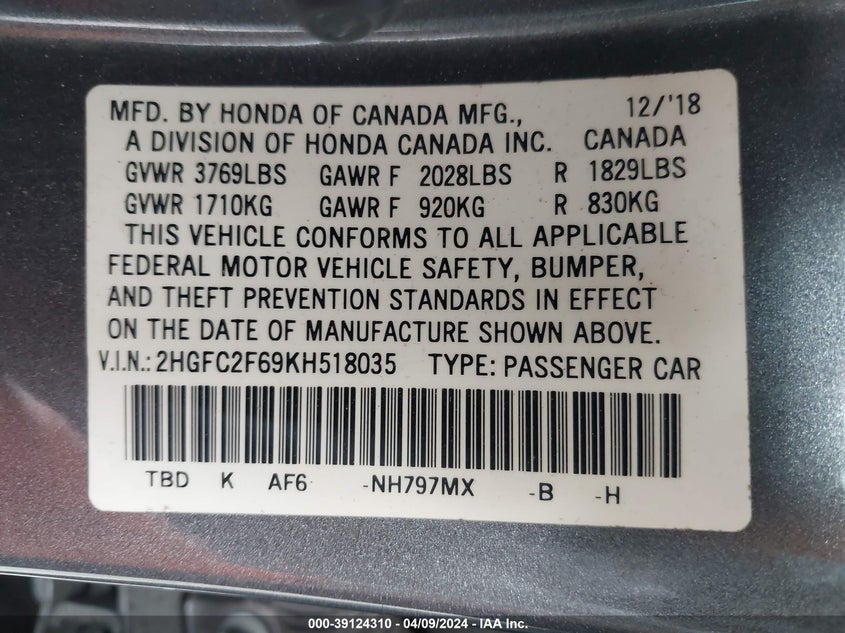 MFD. BY HONDA OF CANADA MFG., 12/'18
A DIVISION OF HONDA CANADA INC. CANADA
GVWR 3769LBS GAWR F 2028LBS R 1829LBS
GVWR 1710KG GAWR F 920KG R 830KG
THIS VEHICLE CONFORMS TO ALL APPLICABLE
FEDERAL MOTOR VEHICLE SAFETY, BUMPER,
AND THEFT PREVENTION STANDARDS IN EFFECT
ON THE DATE OF MANUFACTURE SHOWN ABOVE.
V.I.N.: 2HGFC2F69KH518035 TYPE: PASSENGER CAR
TBD K AF6 -NH797MX -B -H
000-39124310 - 04/09/2024 - IAA Inc.